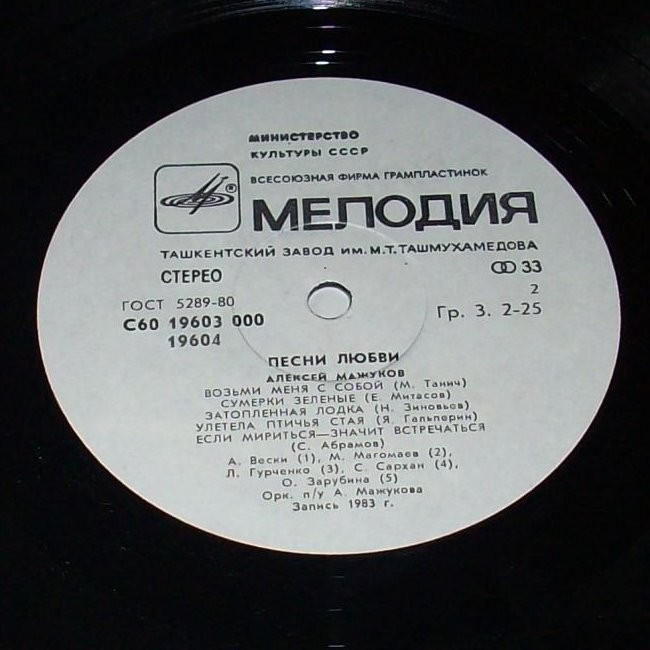 МИНИСТЕРСТВО
КУЛЬТУРЫ СССР
ВСЕСОЮЗНАЯ ФИРМА ГРАМПЛАСТИНОК
®
МЕЛОДИЯ
ТАШКЕНТСКИЙ ЗАВОД ИМ. М.Т. ТАШМУХАМЕДОВА
СТЕРЕО
33
ГОСТ 5289-80
2
С60 19603 000
Гр. 3. 2-25
19604
ПЕСНИ ЛЮБВИ
АЛЕКСЕЙ МАЖУКОВ
ВОЗЬМИ МЕНЯ С СОБОЙ (М. Танич)
СУМЕРКИ ЗЕЛЕНЫЕ (Е. Митасов)
ЗАТОПЛЕННАЯ ЛОДКА (Н. Зиновьев)
УЛЕТЕЛА ПТИЧЬЯ СТАЯ (Я. Гальперин)
ЕСЛИ МИРИТЬСЯ—ЗНАЧИТ ВСТРЕЧАТЬСЯ
(С. Абрамов)
А. Вески (1), М. Магомаев (2),
Л. Гурченко (3), С. Сархан (4),
О. Зарубина (5)
Орк. п/у А. Мажукова
Запись 1983 г.